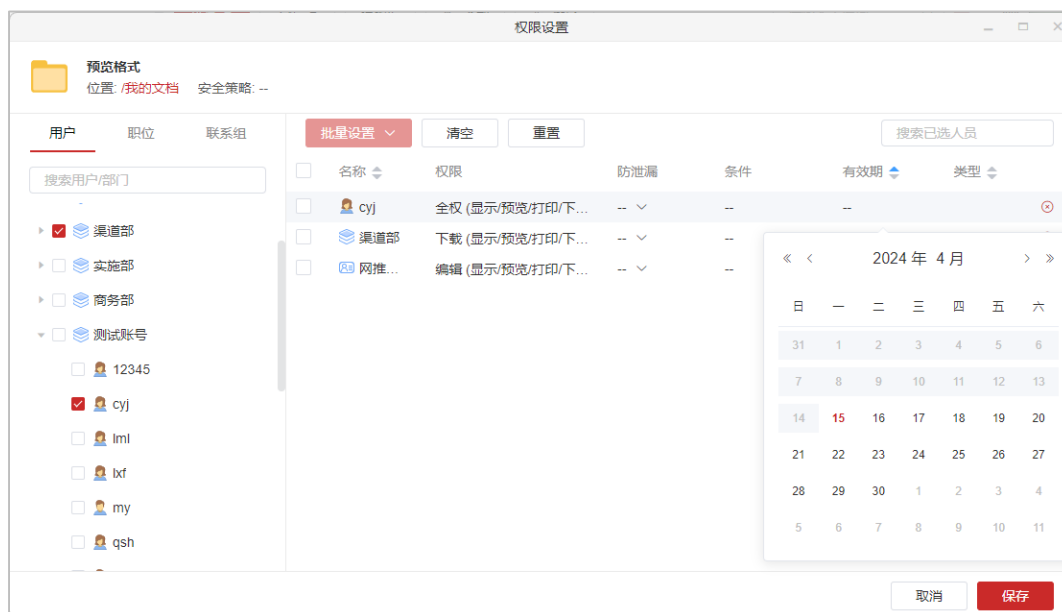 权限设置
预览格式
位置: /我的文档 安全策略: --
用户 职位 联系组
批量设置 清空 重置 搜索已选人员
搜索用户/部门
名称 权限 防泄漏 条件 有效期 类型
cyj 全权 (显示/预览/打印/下... -- -- --
渠道部 下载 (显示/预览/打印/下... -- --
网推... 编辑 (显示/预览/打印/下... -- --
渠道部
实施部
商务部
测试账号
12345
cyj
lml
lxf
my
qsh
« ‹ 2024 年 4 月 › »
日 一 二 三 四 五 六
31 1 2 3 4 5 6
7 8 9 10 11 12 13
14 15 16 17 18 19 20
21 22 23 24 25 26 27
28 29 30 1 2 3 4
5 6 7 8 9 10 11
取消 保存